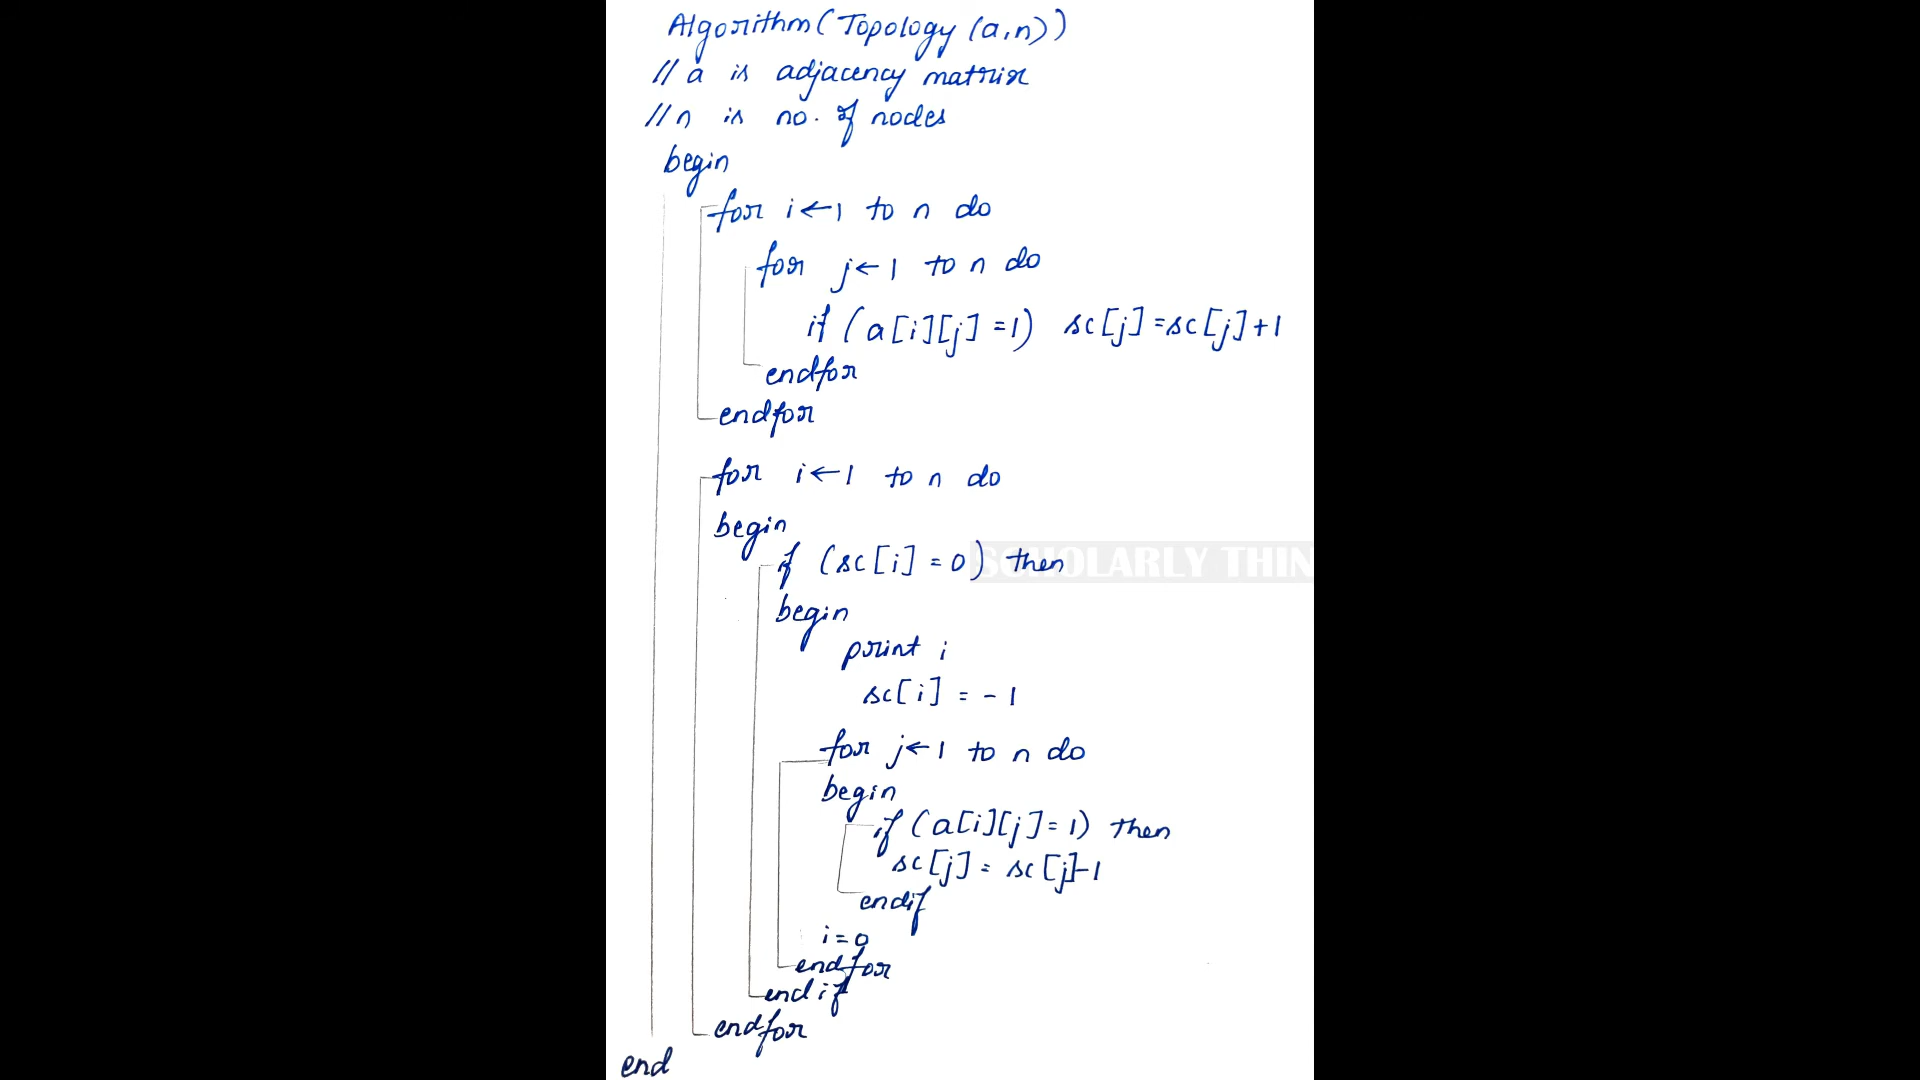 Algorithm(Topology (a,n))
// a is adjacency matrix
// n is no. of nodes
begin
for i ← 1 to n do
for j ← 1 to n do
if (a[i][j] = 1) sc[j] = sc[j] + 1
endfor
endfor
for i ← 1 to n do
begin
if (sc[i] = 0) then
SCHOLARLY THIN
begin
print i
sc[i] = -1
for j ← 1 to n do
begin
if (a[i][j] = 1) then
sc[j] = sc[j]-1
endif
i = 0
endfor
endif
endfor
end